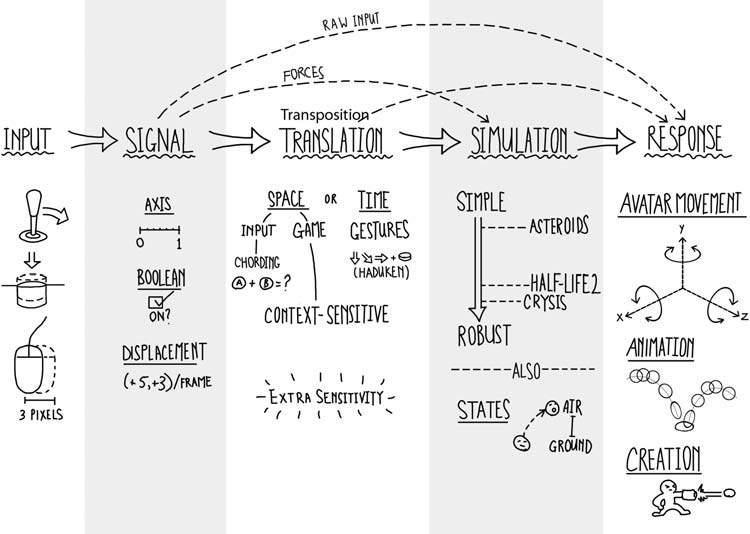 RAW INPUT
FORCES
Transposition
INPUT
SIGNAL
TRANSLATION
SIMULATION
RESPONSE
3 PIXELS
AXIS
0 1
BOOLEAN
ON?
DISPLACEMENT
(+5,+3)/FRAME
SPACE OR TIME
INPUT GAME
CHORDING
A + B = ?
GESTURES
(HADUKEN)
CONTEXT-SENSITIVE
EXTRA SENSITIVITY
SIMPLE
ASTEROIDS
HALF-LIFE 2
CRYSIS
ROBUST
ALSO
STATES
AIR
GROUND
AVATAR MOVEMENT
Y
X Z
ANIMATION
CREATION